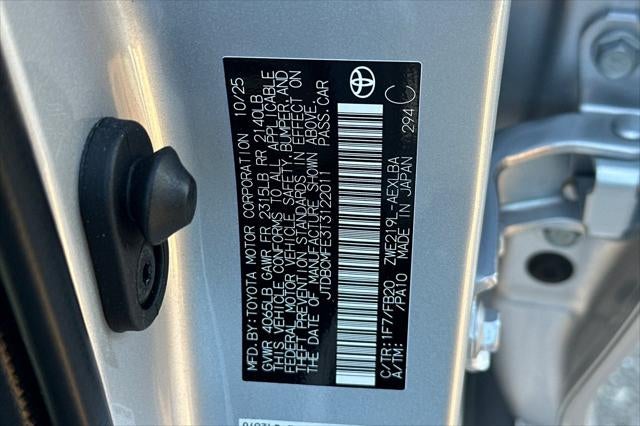 MFD.BY: TOYOTA MOTOR CORPORATION 10/25
GVWR 4065LB GAWR FR 2315LB RR 2140LB
THIS VEHICLE CONFORMS TO ALL APPLICABLE
FEDERAL MOTOR VEHICLE SAFETY, BUMPER, AND
THEFT PREVENTION STANDARDS IN EFFECT ON
THE DATE OF MANUFACTURE SHOWN ABOVE.
JTDBCMFE3T3122011 PASS.CAR
C/TR: 1F7/FB20 ZWE219L-AEXLBA
A/TM: /PA10 MADE IN JAPAN 294 C